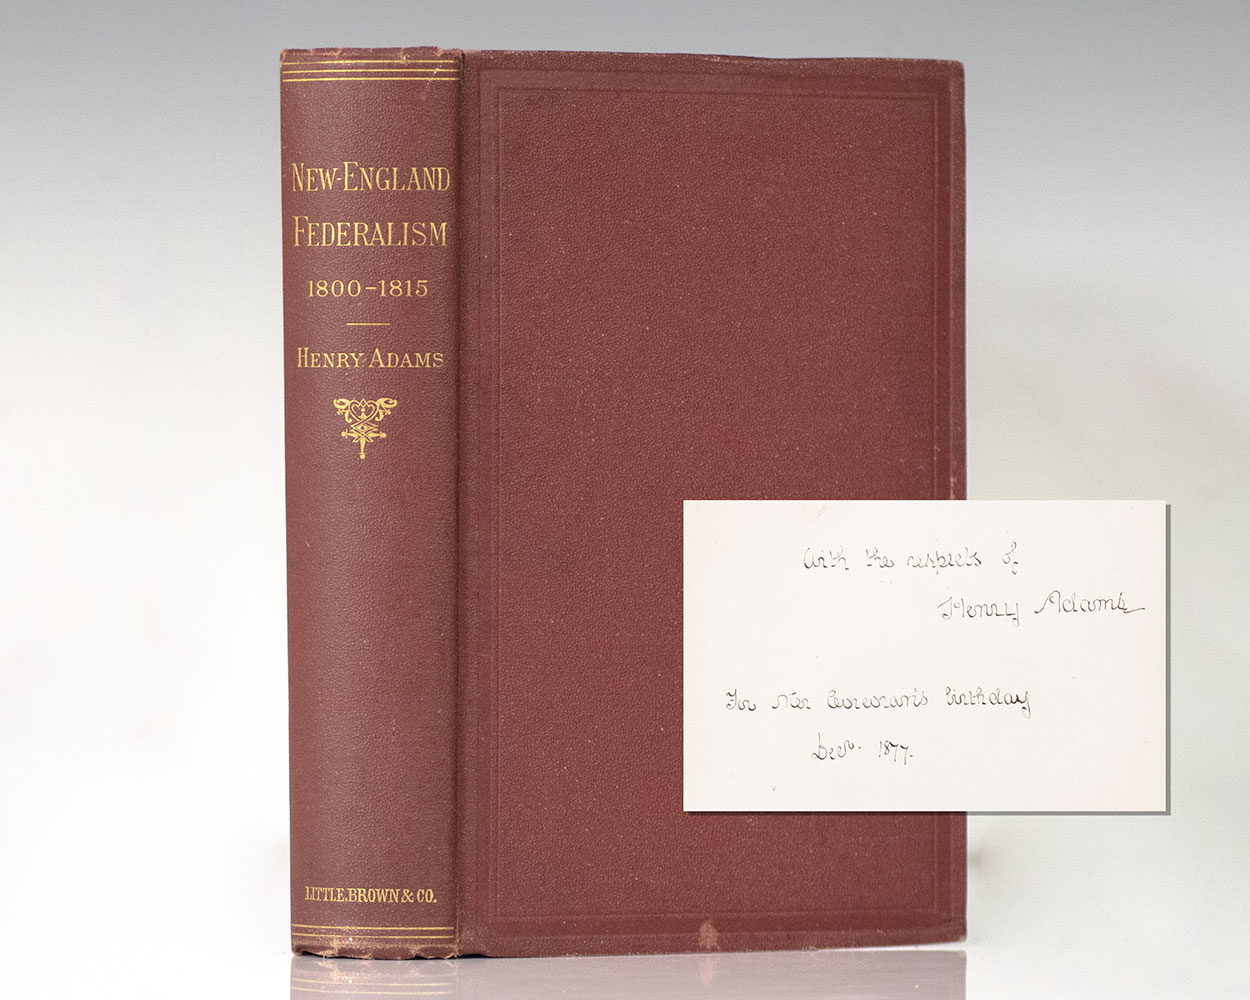 NEW-ENGLAND
FEDERALISM
1800-1815
HENRY ADAMS
LITTLE, BROWN & CO.
With the respects of
Henry Adams
For Mr Corcoran's birthday
Decr. 1877.